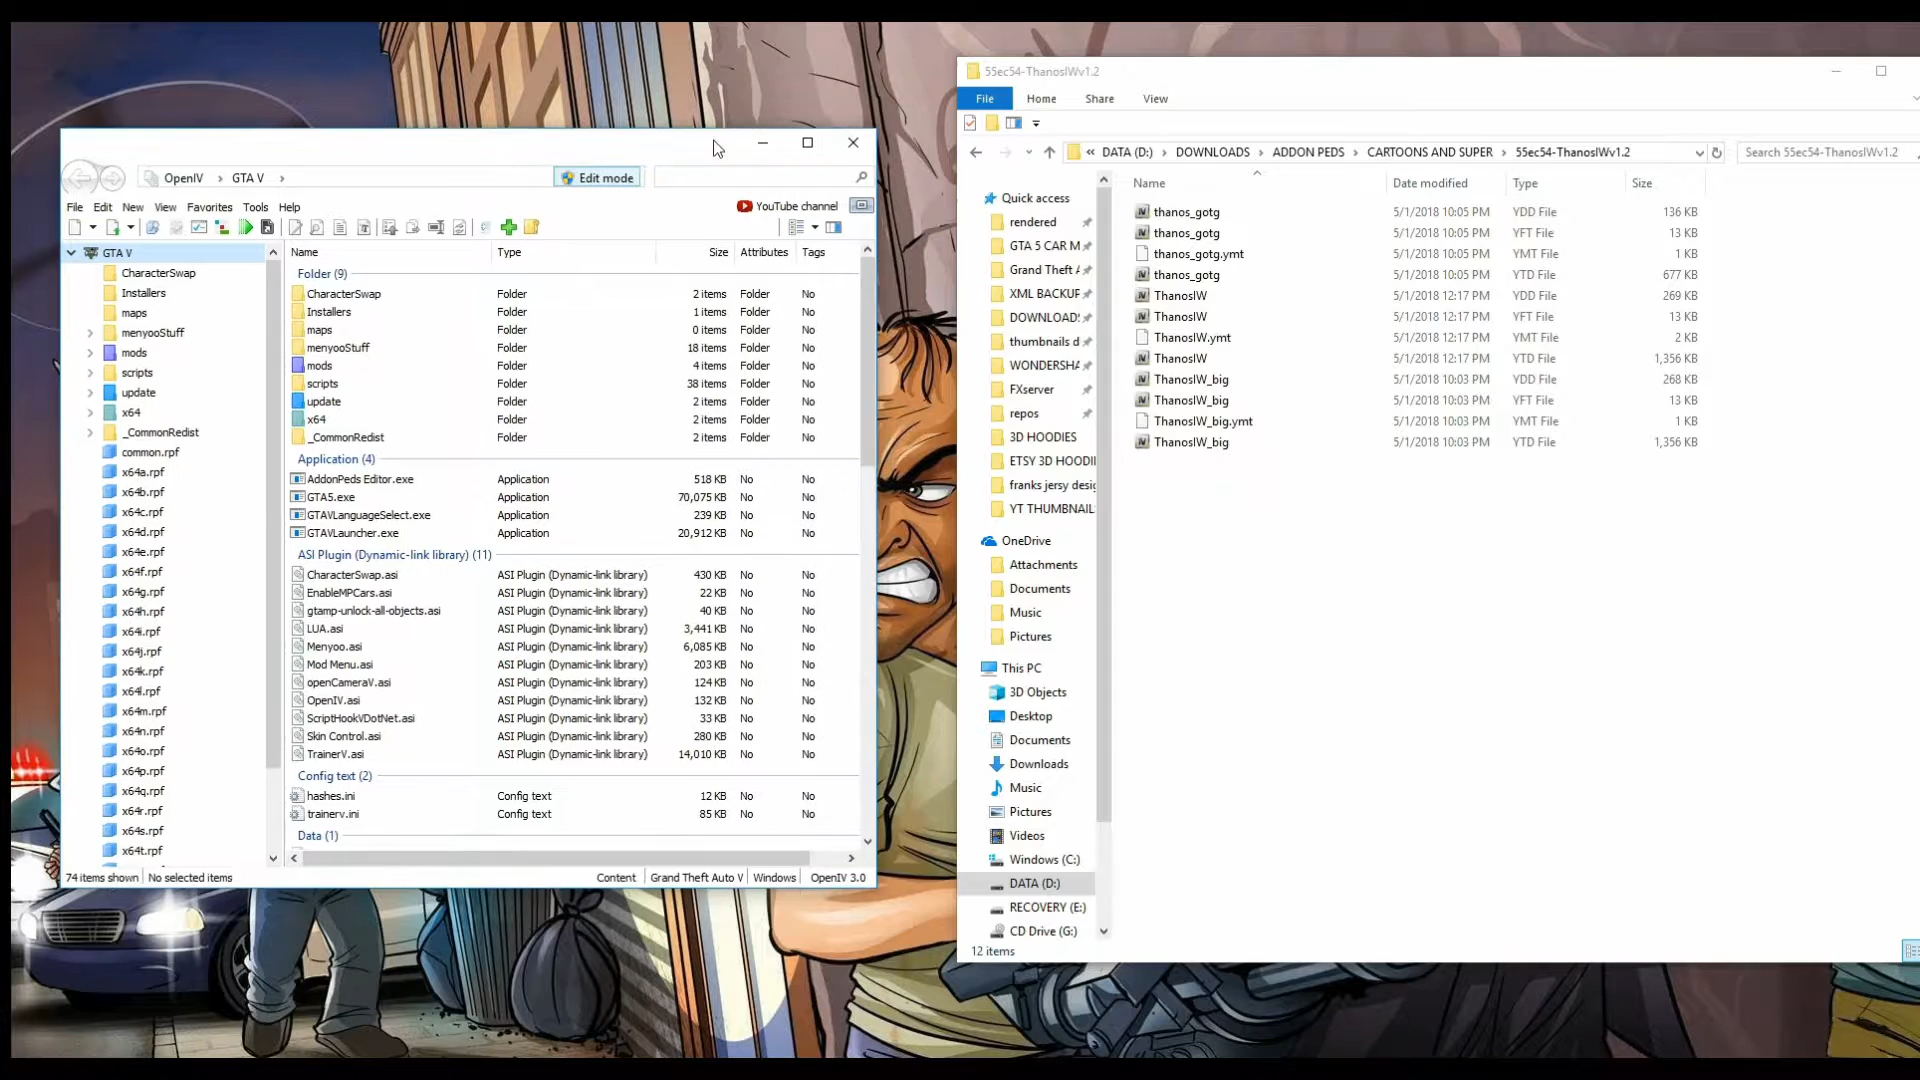 OpenIV GTA V Edit mode
File Edit New View Favorites Tools Help YouTube channel
GTA V
CharacterSwap
Installers
maps
menyooStuff
mods
scripts
update
x64
_CommonRedist
common.rpf
x64a.rpf
x64b.rpf
x64c.rpf
x64d.rpf
x64e.rpf
x64f.rpf
x64g.rpf
x64h.rpf
x64i.rpf
x64j.rpf
x64k.rpf
x64l.rpf
x64m.rpf
x64n.rpf
x64o.rpf
x64p.rpf
x64q.rpf
x64r.rpf
x64s.rpf
x64t.rpf
Name Type Size Attributes Tags
Folder (9)
CharacterSwap Folder 2 items Folder No
Installers Folder 1 items Folder No
maps Folder 0 items Folder No
menyooStuff Folder 18 items Folder No
mods Folder 4 items Folder No
scripts Folder 38 items Folder No
update Folder 2 items Folder No
x64 Folder 2 items Folder No
_CommonRedist Folder 2 items Folder No
Application (4)
AddonPeds Editor.exe Application 518 KB No No
GTA5.exe Application 70,075 KB No No
GTAVLanguageSelect.exe Application 239 KB No No
GTAVLauncher.exe Application 20,912 KB No No
ASI Plugin (Dynamic-link library) (11)
CharacterSwap.asi ASI Plugin (Dynamic-link library) 430 KB No No
EnableMPCars.asi ASI Plugin (Dynamic-link library) 22 KB No No
gtamp-unlock-all-objects.asi ASI Plugin (Dynamic-link library) 40 KB No No
LUA.asi ASI Plugin (Dynamic-link library) 3,441 KB No No
Menyoo.asi ASI Plugin (Dynamic-link library) 6,085 KB No No
Mod Menu.asi ASI Plugin (Dynamic-link library) 203 KB No No
openCameraV.asi ASI Plugin (Dynamic-link library) 124 KB No No
OpenIV.asi ASI Plugin (Dynamic-link library) 132 KB No No
ScriptHookVDotNet.asi ASI Plugin (Dynamic-link library) 33 KB No No
Skin Control.asi ASI Plugin (Dynamic-link library) 280 KB No No
TrainerV.asi ASI Plugin (Dynamic-link library) 14,010 KB No No
Config text (2)
hashes.ini Config text 12 KB No No
trainerv.ini Config text 85 KB No No
Data (1)
74 items shown No selected items Content Grand Theft Auto V Windows OpenIV 3.0
55ec54-ThanosIWv1.2
File Home Share View
« DATA (D:) DOWNLOADS ADDON PEDS CARTOONS AND SUPER 55ec54-ThanosIWv1.2 Search 55ec54-ThanosIWv1.2
Quick access
rendered
GTA 5 CAR M
Grand Theft A
XML BACKUP
DOWNLOADS
thumbnails d
WONDERSHA
FXserver
repos
3D HOODIES
ETSY 3D HOODI
franks jersy desig
YT THUMBNAIL
OneDrive
Attachments
Documents
Music
Pictures
This PC
3D Objects
Desktop
Documents
Downloads
Music
Pictures
Videos
Windows (C:)
DATA (D:)
RECOVERY (E:)
CD Drive (G:)
Name Date modified Type Size
thanos_gotg 5/1/2018 10:05 PM YDD File 136 KB
thanos_gotg 5/1/2018 10:05 PM YFT File 13 KB
thanos_gotg.ymt 5/1/2018 10:05 PM YMT File 1 KB
thanos_gotg 5/1/2018 10:05 PM YTD File 677 KB
ThanosIW 5/1/2018 12:17 PM YDD File 269 KB
ThanosIW 5/1/2018 12:17 PM YFT File 13 KB
ThanosIW.ymt 5/1/2018 12:17 PM YMT File 2 KB
ThanosIW 5/1/2018 12:17 PM YTD File 1,356 KB
ThanosIW_big 5/1/2018 10:03 PM YDD File 268 KB
ThanosIW_big 5/1/2018 10:03 PM YFT File 13 KB
ThanosIW_big.ymt 5/1/2018 10:03 PM YMT File 1 KB
ThanosIW_big 5/1/2018 10:03 PM YTD File 1,356 KB
12 items